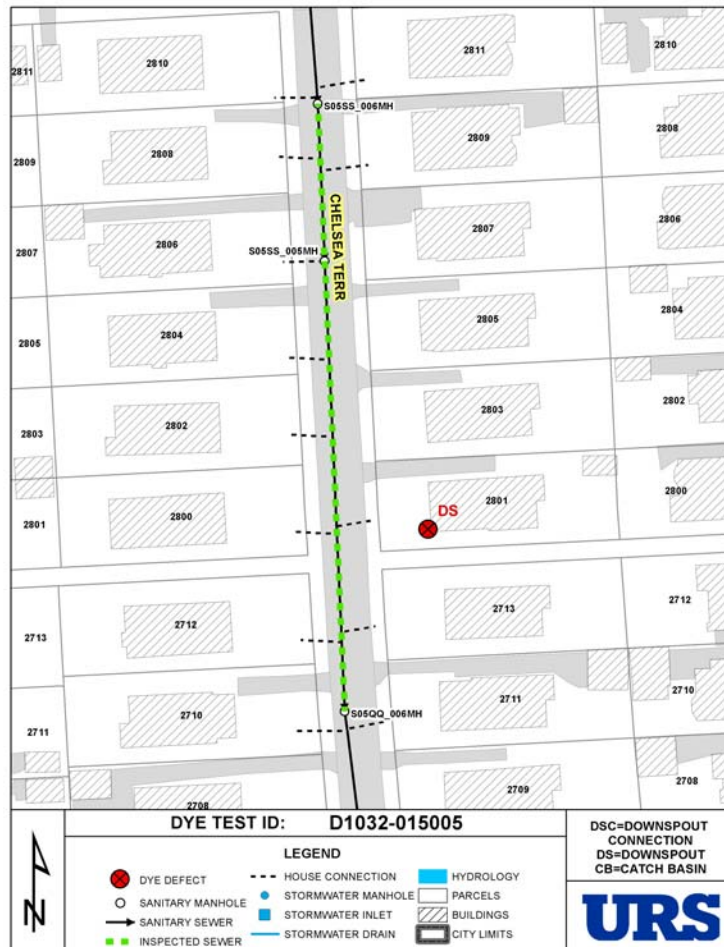 2811
2810
2811
2810
S05SS_006MH
2809
2808
2809
2808
CHELSEA TERR
2807
2806
S05SS_005MH
2807
2806
2805
2804
2805
2804
2803
2802
2803
2802
2801
2800
DS
2801
2800
2713
2712
2713
2712
2711
2710
S05QQ_006MH
2711
2710
2708
2709
2708
DYE TEST ID: D1032-015005
LEGEND
DYE DEFECT
SANITARY MANHOLE
SANITARY SEWER
INSPECTED SEWER
HOUSE CONNECTION
STORMWATER MANHOLE
STORMWATER INLET
STORMWATER DRAIN
HYDROLOGY
PARCELS
BUILDINGS
CITY LIMITS
DSC=DOWNSPOUT
CONNECTION
DS=DOWNSPOUT
CB=CATCH BASIN
N
URS